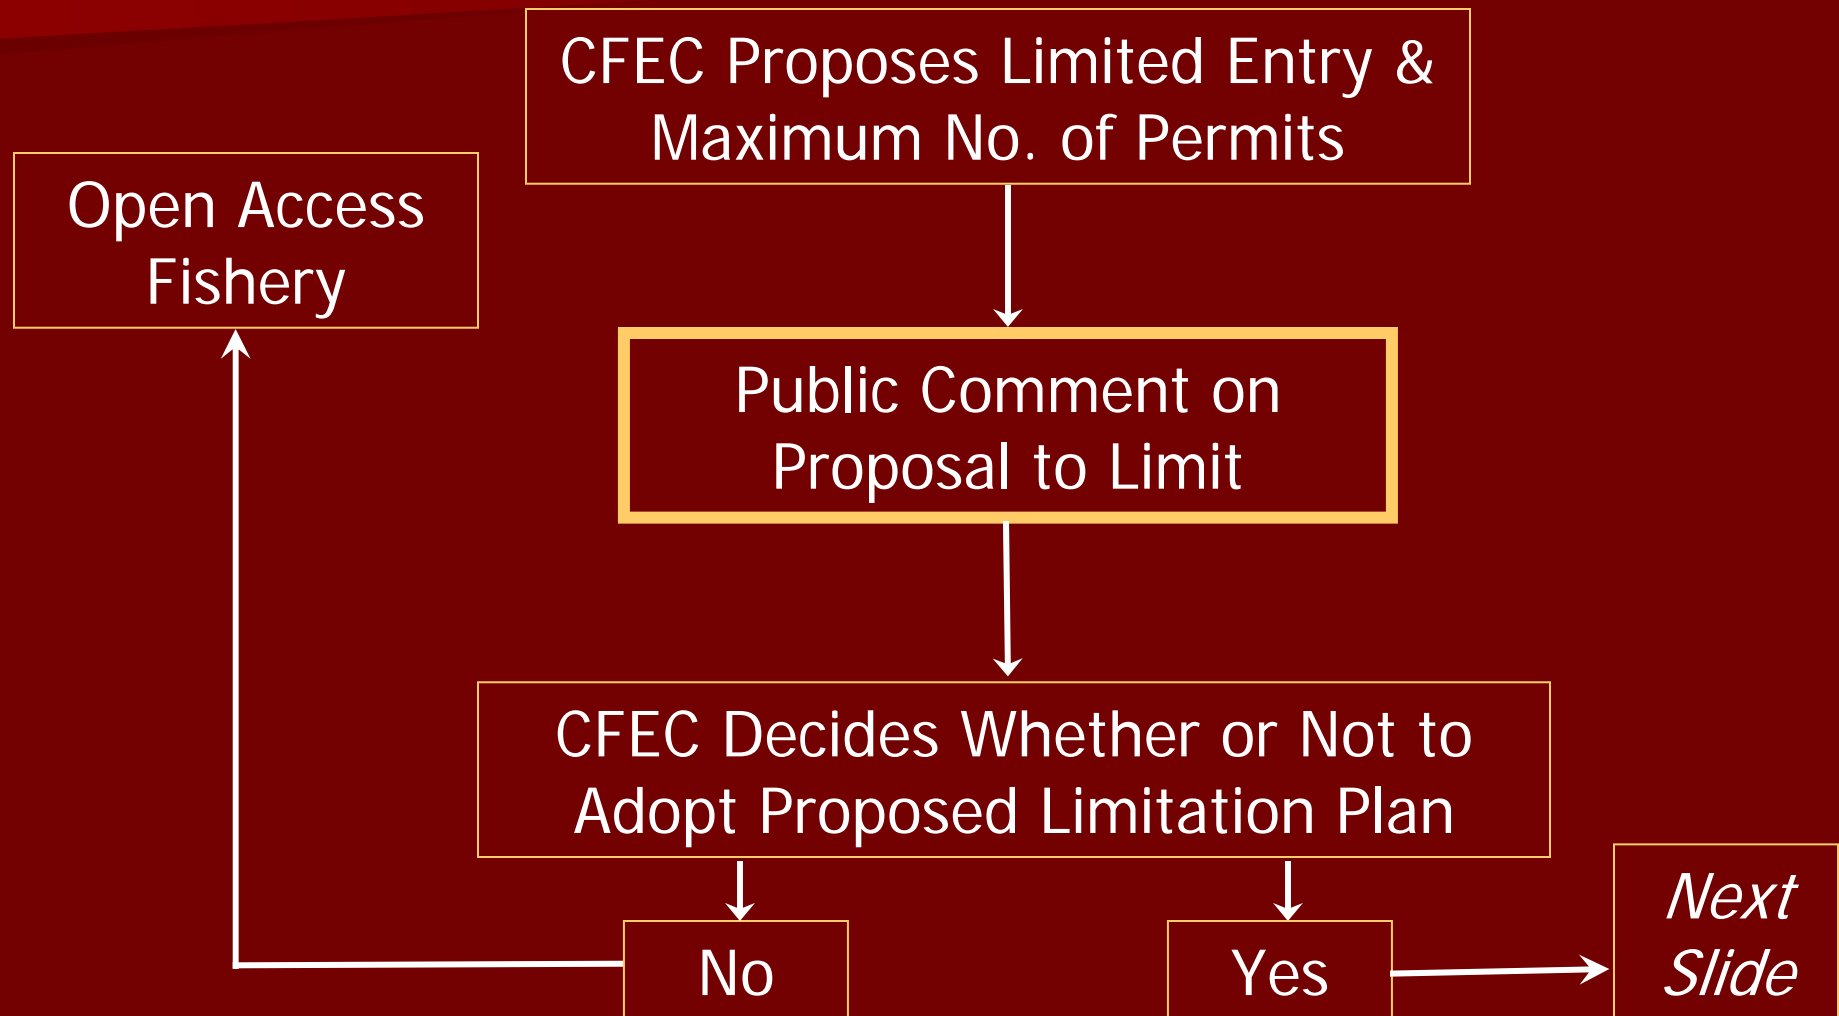 CFEC Proposes Limited Entry &
Maximum No. of Permits
Open Access
Fishery
Public Comment on
Proposal to Limit
CFEC Decides Whether or Not to
Adopt Proposed Limitation Plan
No
Yes
Next
Slide